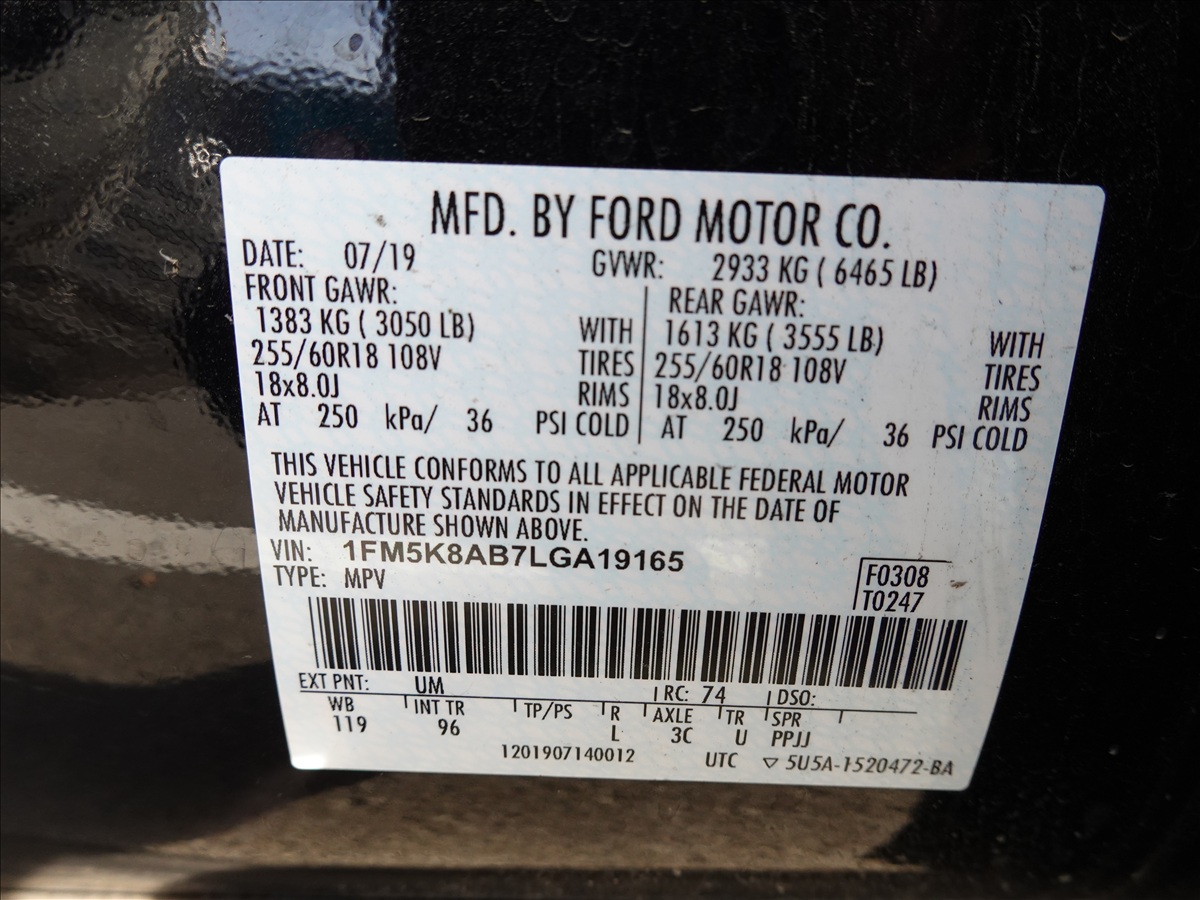 MFD. BY FORD MOTOR CO.
DATE: 07/19 GVWR: 2933 KG ( 6465 LB)
FRONT GAWR: REAR GAWR:
1383 KG ( 3050 LB) WITH 1613 KG ( 3555 LB) WITH
255/60R18 108V TIRES 255/60R18 108V TIRES
18x8.0J RIMS 18x8.0J RIMS
AT 250 kPa/ 36 PSI COLD AT 250 kPa/ 36 PSI COLD
THIS VEHICLE CONFORMS TO ALL APPLICABLE FEDERAL MOTOR
VEHICLE SAFETY STANDARDS IN EFFECT ON THE DATE OF
MANUFACTURE SHOWN ABOVE.
VIN: 1FM5K8AB7LGA19165
TYPE: MPV
F0308
T0247
EXT PNT: UM RC: 74 DSO:
WB INT TR TP/PS R AXLE TR SPR
119 96 L 3C U PPJJ
1201907140012 UTC ▽ 5U5A-1520472-BA